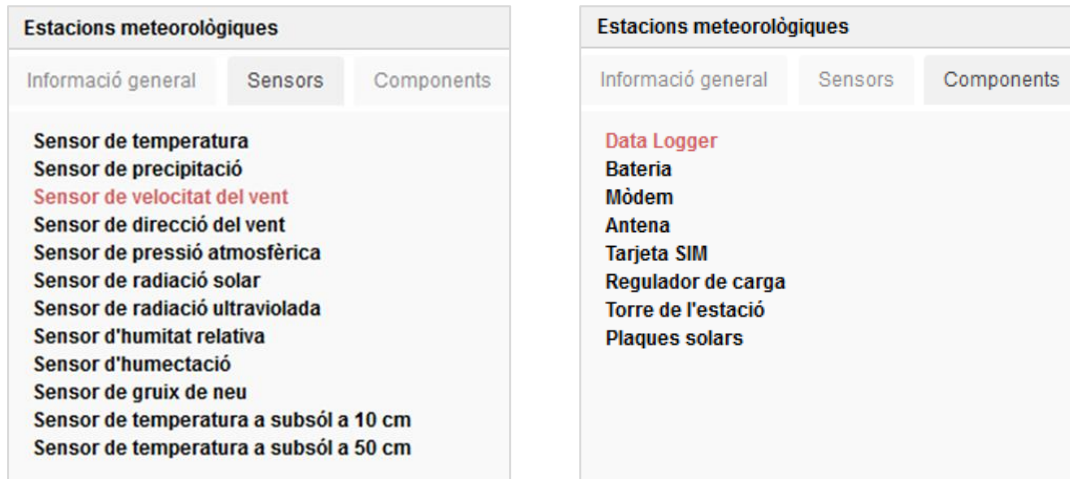 Estacions meteorològiques
Informació general Sensors Components
Sensor de temperatura
Sensor de precipitació
Sensor de velocitat del vent
Sensor de direcció del vent
Sensor de pressió atmosfèrica
Sensor de radiació solar
Sensor de radiació ultraviolada
Sensor d'humitat relativa
Sensor d'humectació
Sensor de gruix de neu
Sensor de temperatura a subsól a 10 cm
Sensor de temperatura a subsól a 50 cm
Estacions meteorològiques
Informació general Sensors Components
Data Logger
Bateria
Mòdem
Antena
Tarjeta SIM
Regulador de carga
Torre de l'estació
Plaques solars